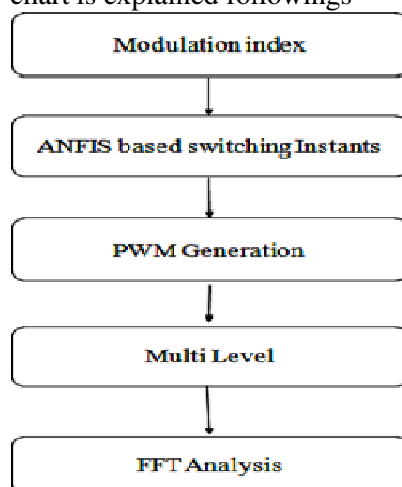 chart is explained followings
Modulation index
ANFIS based switching Instants
PWM Generation
Multi Level
FFT Analysis